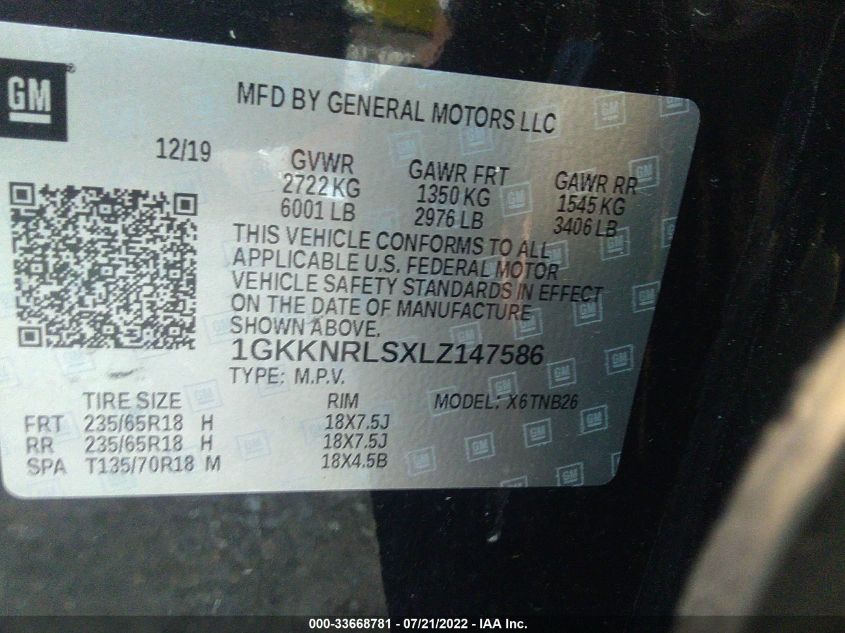 GM
MFD BY GENERAL MOTORS LLC
12/19
GVWR GAWR FRT GAWR RR
2722 KG 1350 KG 1545 KG
6001 LB 2976 LB 3406 LB
THIS VEHICLE CONFORMS TO ALL
APPLICABLE U.S. FEDERAL MOTOR
VEHICLE SAFETY STANDARDS IN EFFECT
ON THE DATE OF MANUFACTURE
SHOWN ABOVE.
1GKKNRLSXLZ147586
TYPE: M.P.V.
TIRE SIZE RIM MODEL: X6TNB26
FRT 235/65R18 H 18X7.5J
RR 235/65R18 H 18X7.5J
SPA T135/70R18 M 18X4.5B
000-33668781 - 07/21/2022 - IAA Inc.